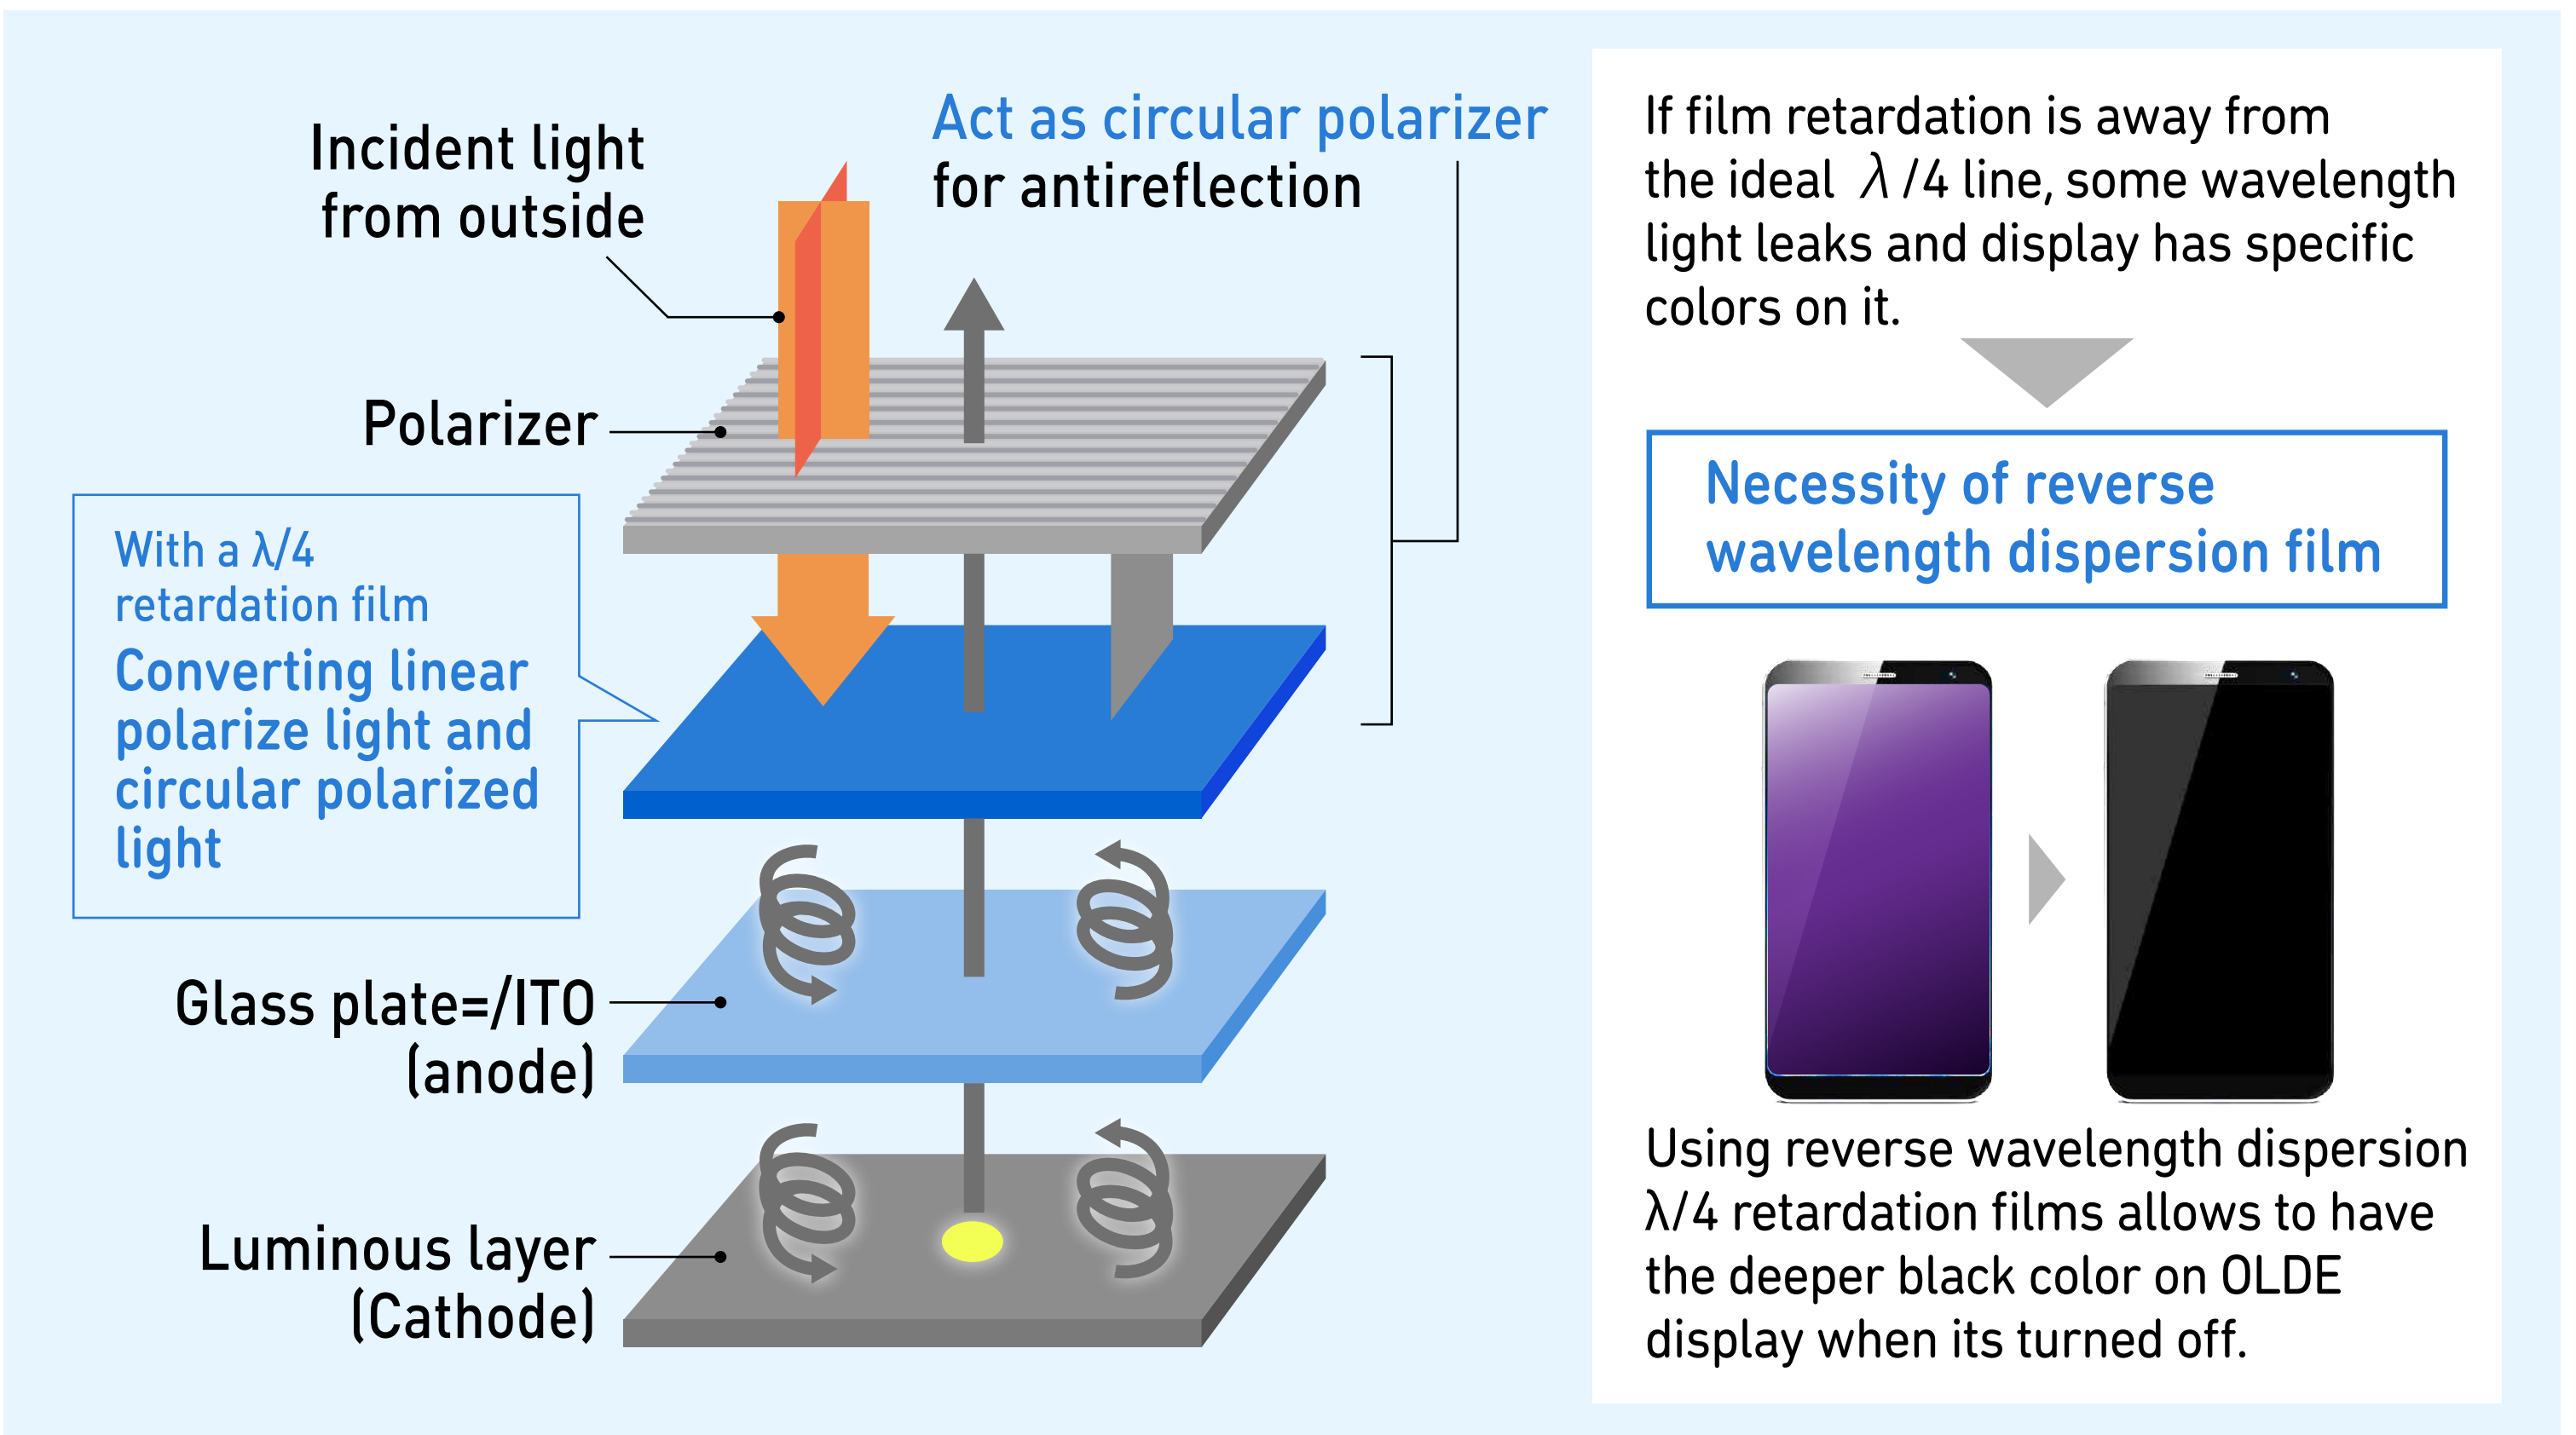 Incident light
from outside
Act as circular polarizer
for antireflection
Polarizer
With a λ/4
retardation film
Converting linear
polarize light and
circular polarized
light
Glass plate=/ITO
(anode)
Luminous layer
(Cathode)
If film retardation is away from
the ideal λ/4 line, some wavelength
light leaks and display has specific
colors on it.
Necessity of reverse
wavelength dispersion film
Using reverse wavelength dispersion
λ/4 retardation films allows to have
the deeper black color on OLDE
display when its turned off.